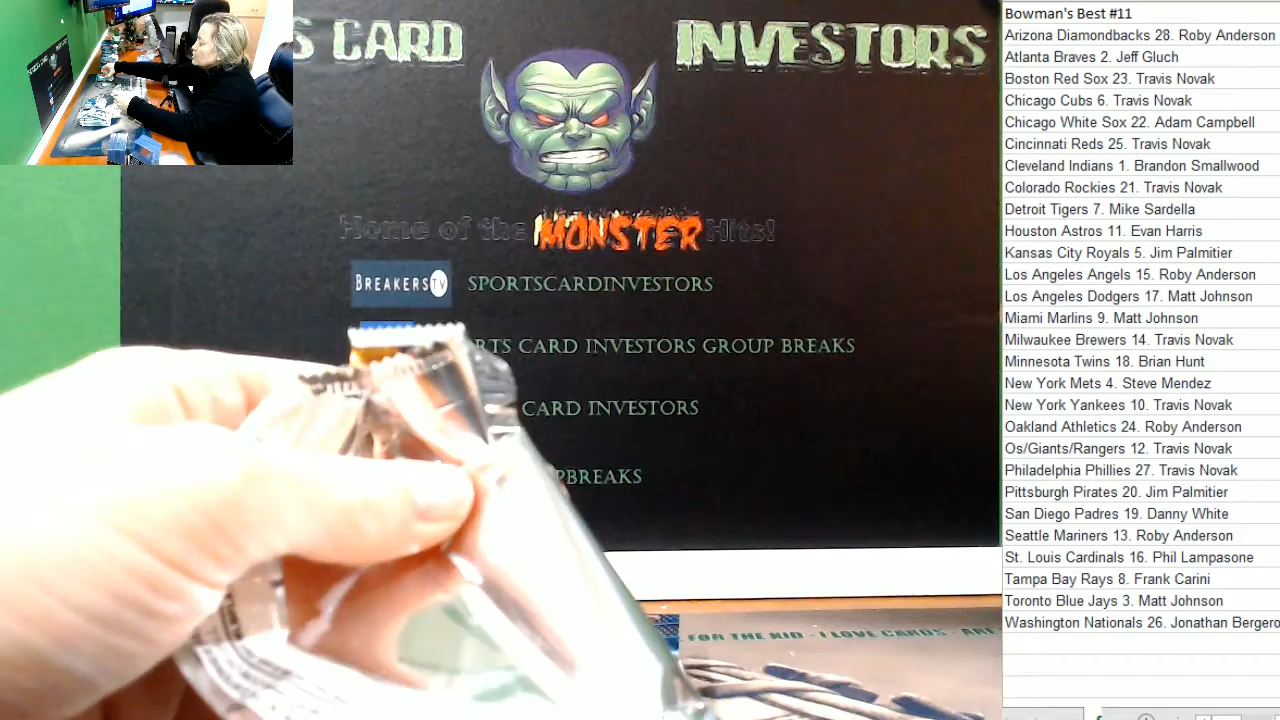 S CARD INVESTORS
Home of the MONSTER Hits!
BREAKERSTV SPORTSCARDINVESTORS
RTS CARD INVESTORS GROUP BREAKS
CARD INVESTORS
PBREAKS
FOR THE KID - I LOVE CARDS - ARE
Bowman's Best #11
Arizona Diamondbacks 28. Roby Anderson
Atlanta Braves 2. Jeff Gluch
Boston Red Sox 23. Travis Novak
Chicago Cubs 6. Travis Novak
Chicago White Sox 22. Adam Campbell
Cincinnati Reds 25. Travis Novak
Cleveland Indians 1. Brandon Smallwood
Colorado Rockies 21. Travis Novak
Detroit Tigers 7. Mike Sardella
Houston Astros 11. Evan Harris
Kansas City Royals 5. Jim Palmitier
Los Angeles Angels 15. Roby Anderson
Los Angeles Dodgers 17. Matt Johnson
Miami Marlins 9. Matt Johnson
Milwaukee Brewers 14. Travis Novak
Minnesota Twins 18. Brian Hunt
New York Mets 4. Steve Mendez
New York Yankees 10. Travis Novak
Oakland Athletics 24. Roby Anderson
Os/Giants/Rangers 12. Travis Novak
Philadelphia Phillies 27. Travis Novak
Pittsburgh Pirates 20. Jim Palmitier
San Diego Padres 19. Danny White
Seattle Mariners 13. Roby Anderson
St. Louis Cardinals 16. Phil Lampasone
Tampa Bay Rays 8. Frank Carini
Toronto Blue Jays 3. Matt Johnson
Washington Nationals 26. Jonathan Bergero